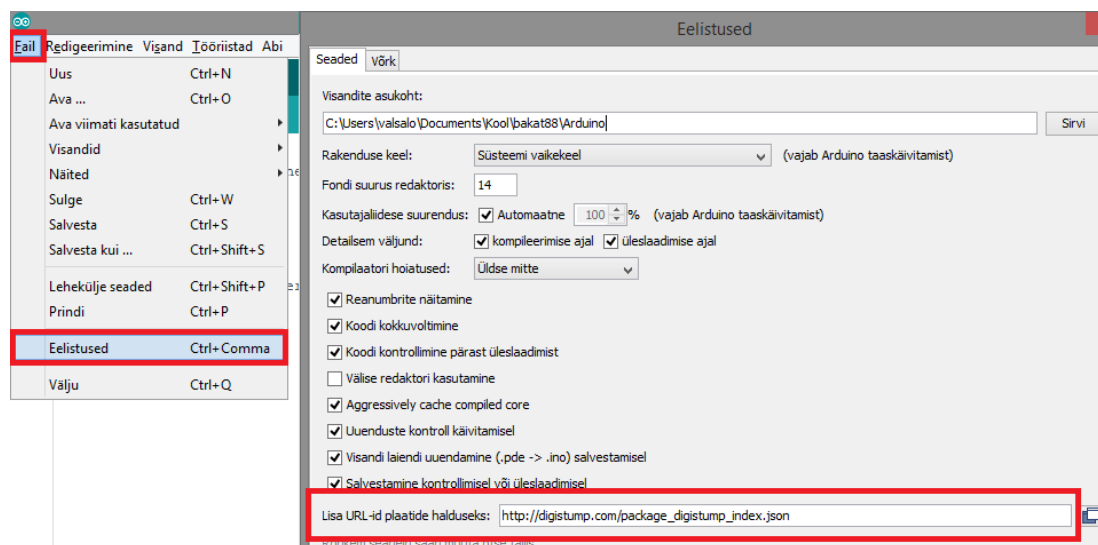 Fail Redigeerimine Visand Tööriistad Abi
Uus Ctrl+N
Ava ... Ctrl+O
Ava viimati kasutatud
Visandid
Näited
Sulge Ctrl+W
Salvesta Ctrl+S
Salvesta kui ... Ctrl+Shift+S
Lehekülje seaded Ctrl+Shift+P
Prindi Ctrl+P
Eelistused Ctrl+Comma
Välju Ctrl+Q
Eelistused
Seaded Võrk
Visandite asukoht:
C:\Users\valsalo\Documents\Kool\bakat88\Arduino Sirvi
Rakenduse keel: Süsteemi vaikekeel (vajab Arduino taaskäivitamist)
Fondi suurus redaktoris: 14
Kasutajaliidese suurendus: Automaatne 100 % (vajab Arduino taaskäivitamist)
Detailsem väljund: kompileerimise ajal üleslaadimise ajal
Kompilaatori hoiatused: Üldse mitte
Reanumbrite näitamine
Koodi kokkuvoltimine
Koodi kontrollimine pärast üleslaadimist
Välise redaktori kasutamine
Aggressively cache compiled core
Uuenduste kontroll käivitamisel
Visandi laiendi uuendamine (.pde -> .ino) salvestamisel
Salvestamine kontrollimisel või üleslaadimisel
Lisa URL-id plaatide halduseks: http://digistump.com/package_digistump_index.json